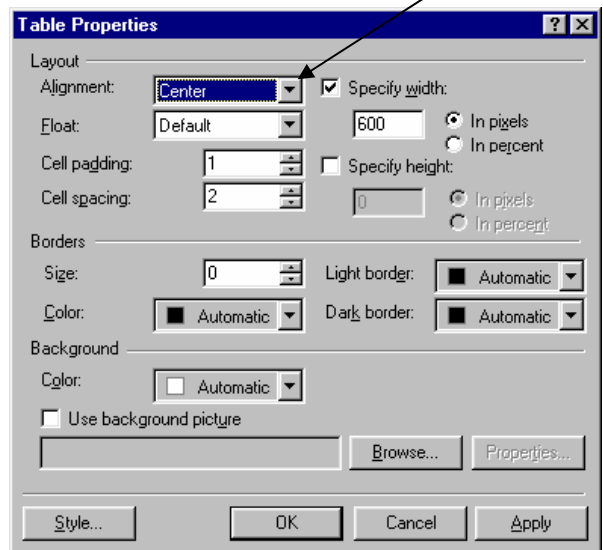 Table Properties
Layout
Alignment: Center Specify width:
Float: Default 600 In pixels
In percent
Cell padding: 1 Specify height:
Cell spacing: 2 0 In pixels
In percent
Borders
Size: 0 Light border: Automatic
Color: Automatic Dark border: Automatic
Background
Color: Automatic
Use background picture
Browse... Properties...
Style... OK Cancel Apply